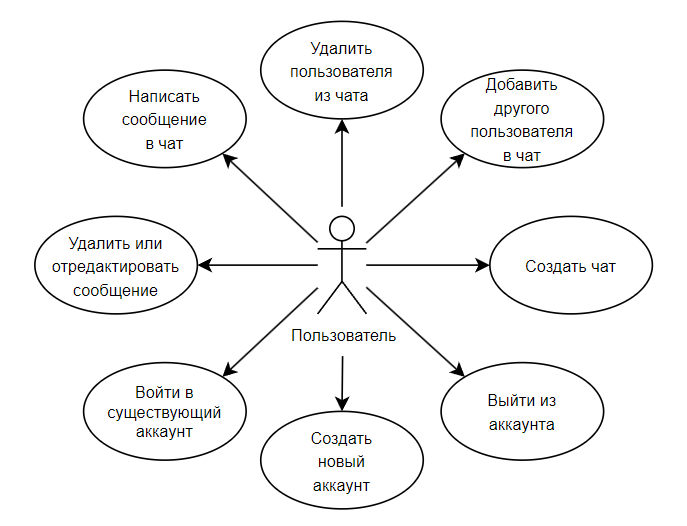 Удалить
пользователя
из чата
Написать
сообщение
в чат
Добавить
другого
пользователя
в чат
Удалить или
отредактировать
сообщение
Создать чат
Пользователь
Войти в
существующий
аккаунт
Выйти из
аккаунта
Создать
новый
аккаунт